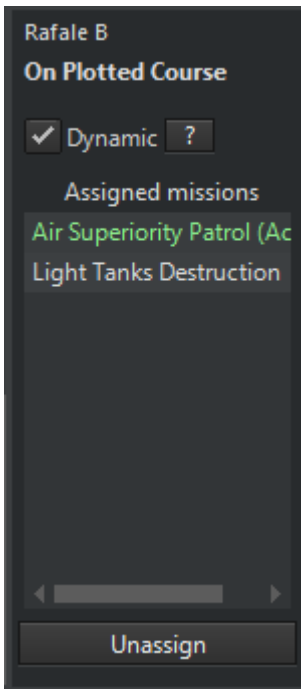 Rafale B
On Plotted Course
Dynamic ?
Assigned missions
Air Superiority Patrol (Ac
Light Tanks Destruction
Unassign